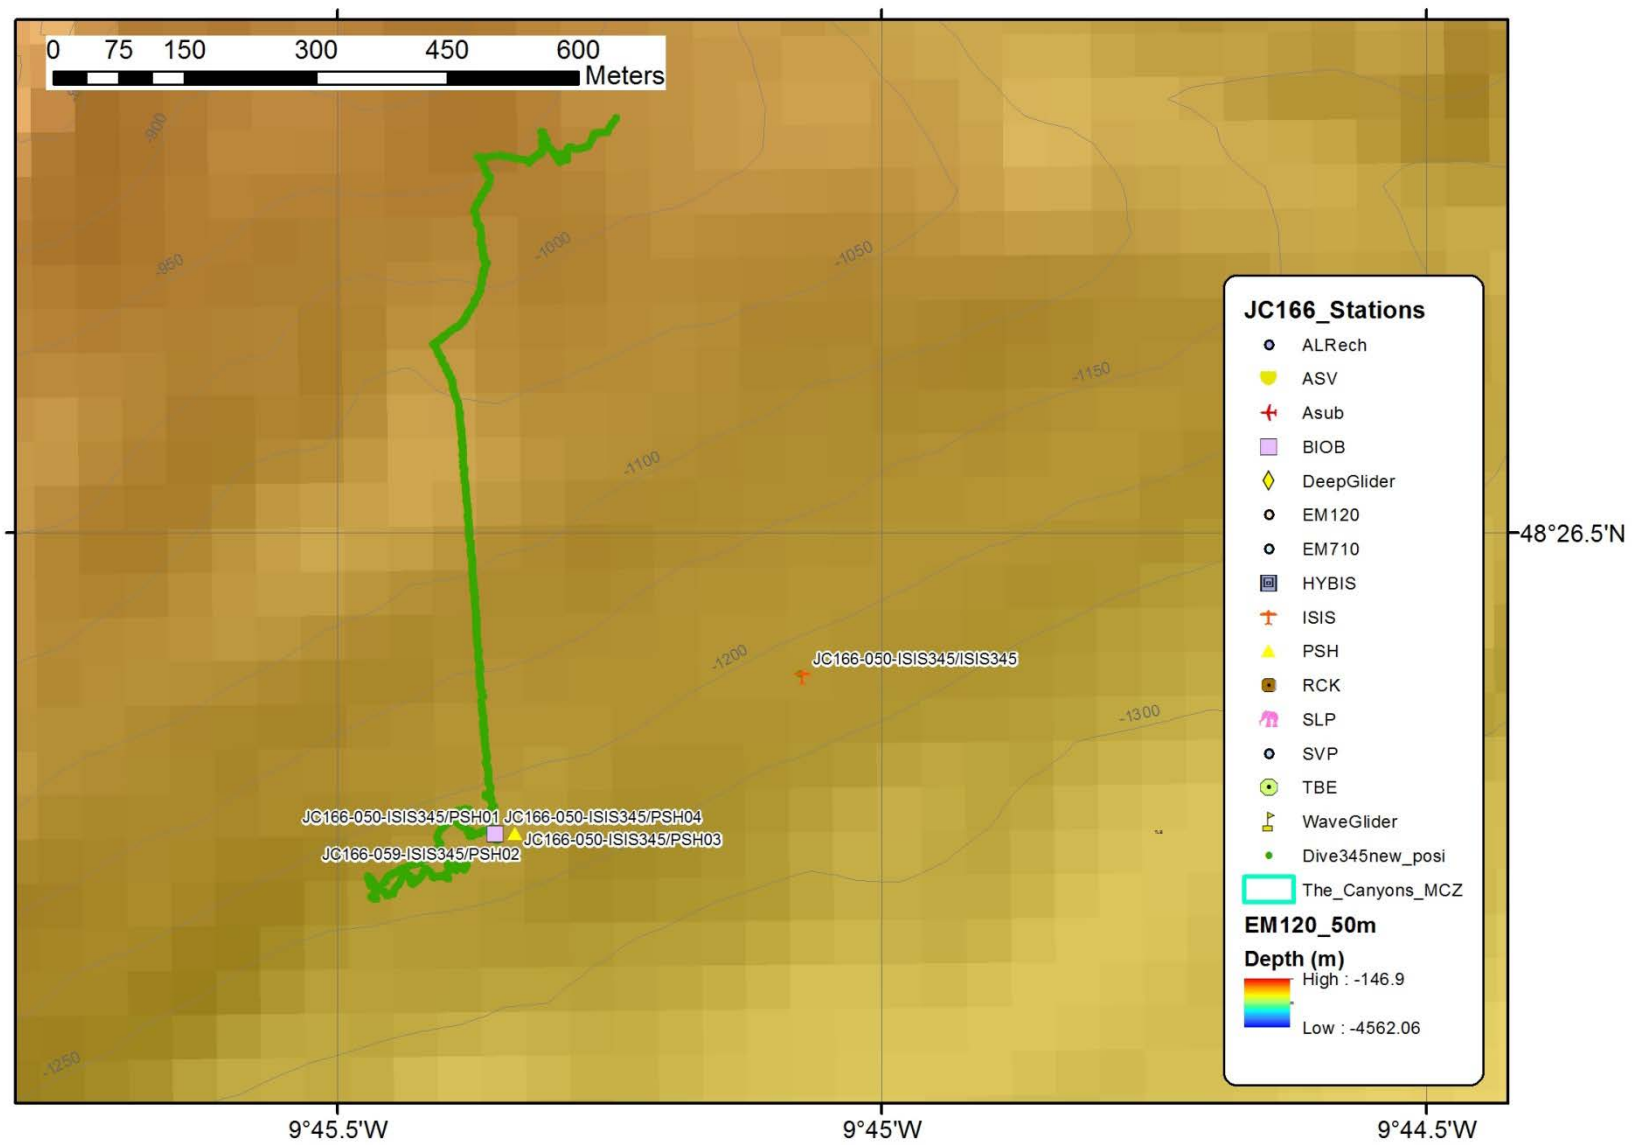 0 75 150 300 450 600
Meters
-900
-950
-1000
-1050
-1100
-1150
-1200
-1250
-1300
JC166-050-ISIS345/ISIS345
JC166-050-ISIS345/PSH01
JC166-050-ISIS345/PSH04
JC166-050-ISIS345/PSH03
JC166-059-ISIS345/PSH02
48°26.5'N
JC166_Stations
ALRech
ASV
Asub
BIOB
DeepGlider
EM120
EM710
HYBIS
ISIS
PSH
RCK
SLP
SVP
TBE
WaveGlider
Dive345new_posi
The_Canyons_MCZ
EM120_50m
Depth (m)
High : -146.9
Low : -4562.06
9°45.5'W 9°45'W 9°44.5'W